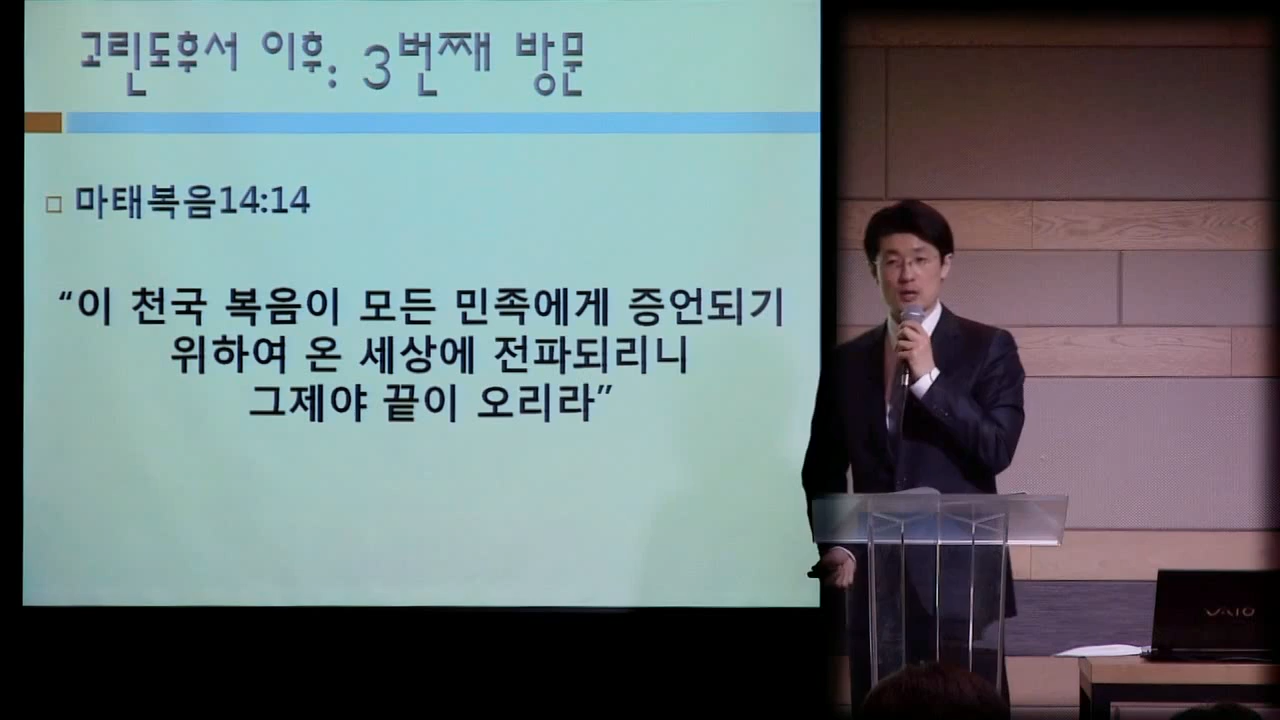 고린도후서 이후: 3번째 방문
마태복음14:14
“이 천국 복음이 모든 민족에게 증언되기
위하여 온 세상에 전파되리니
그제야 끝이 오리라”
VAIO